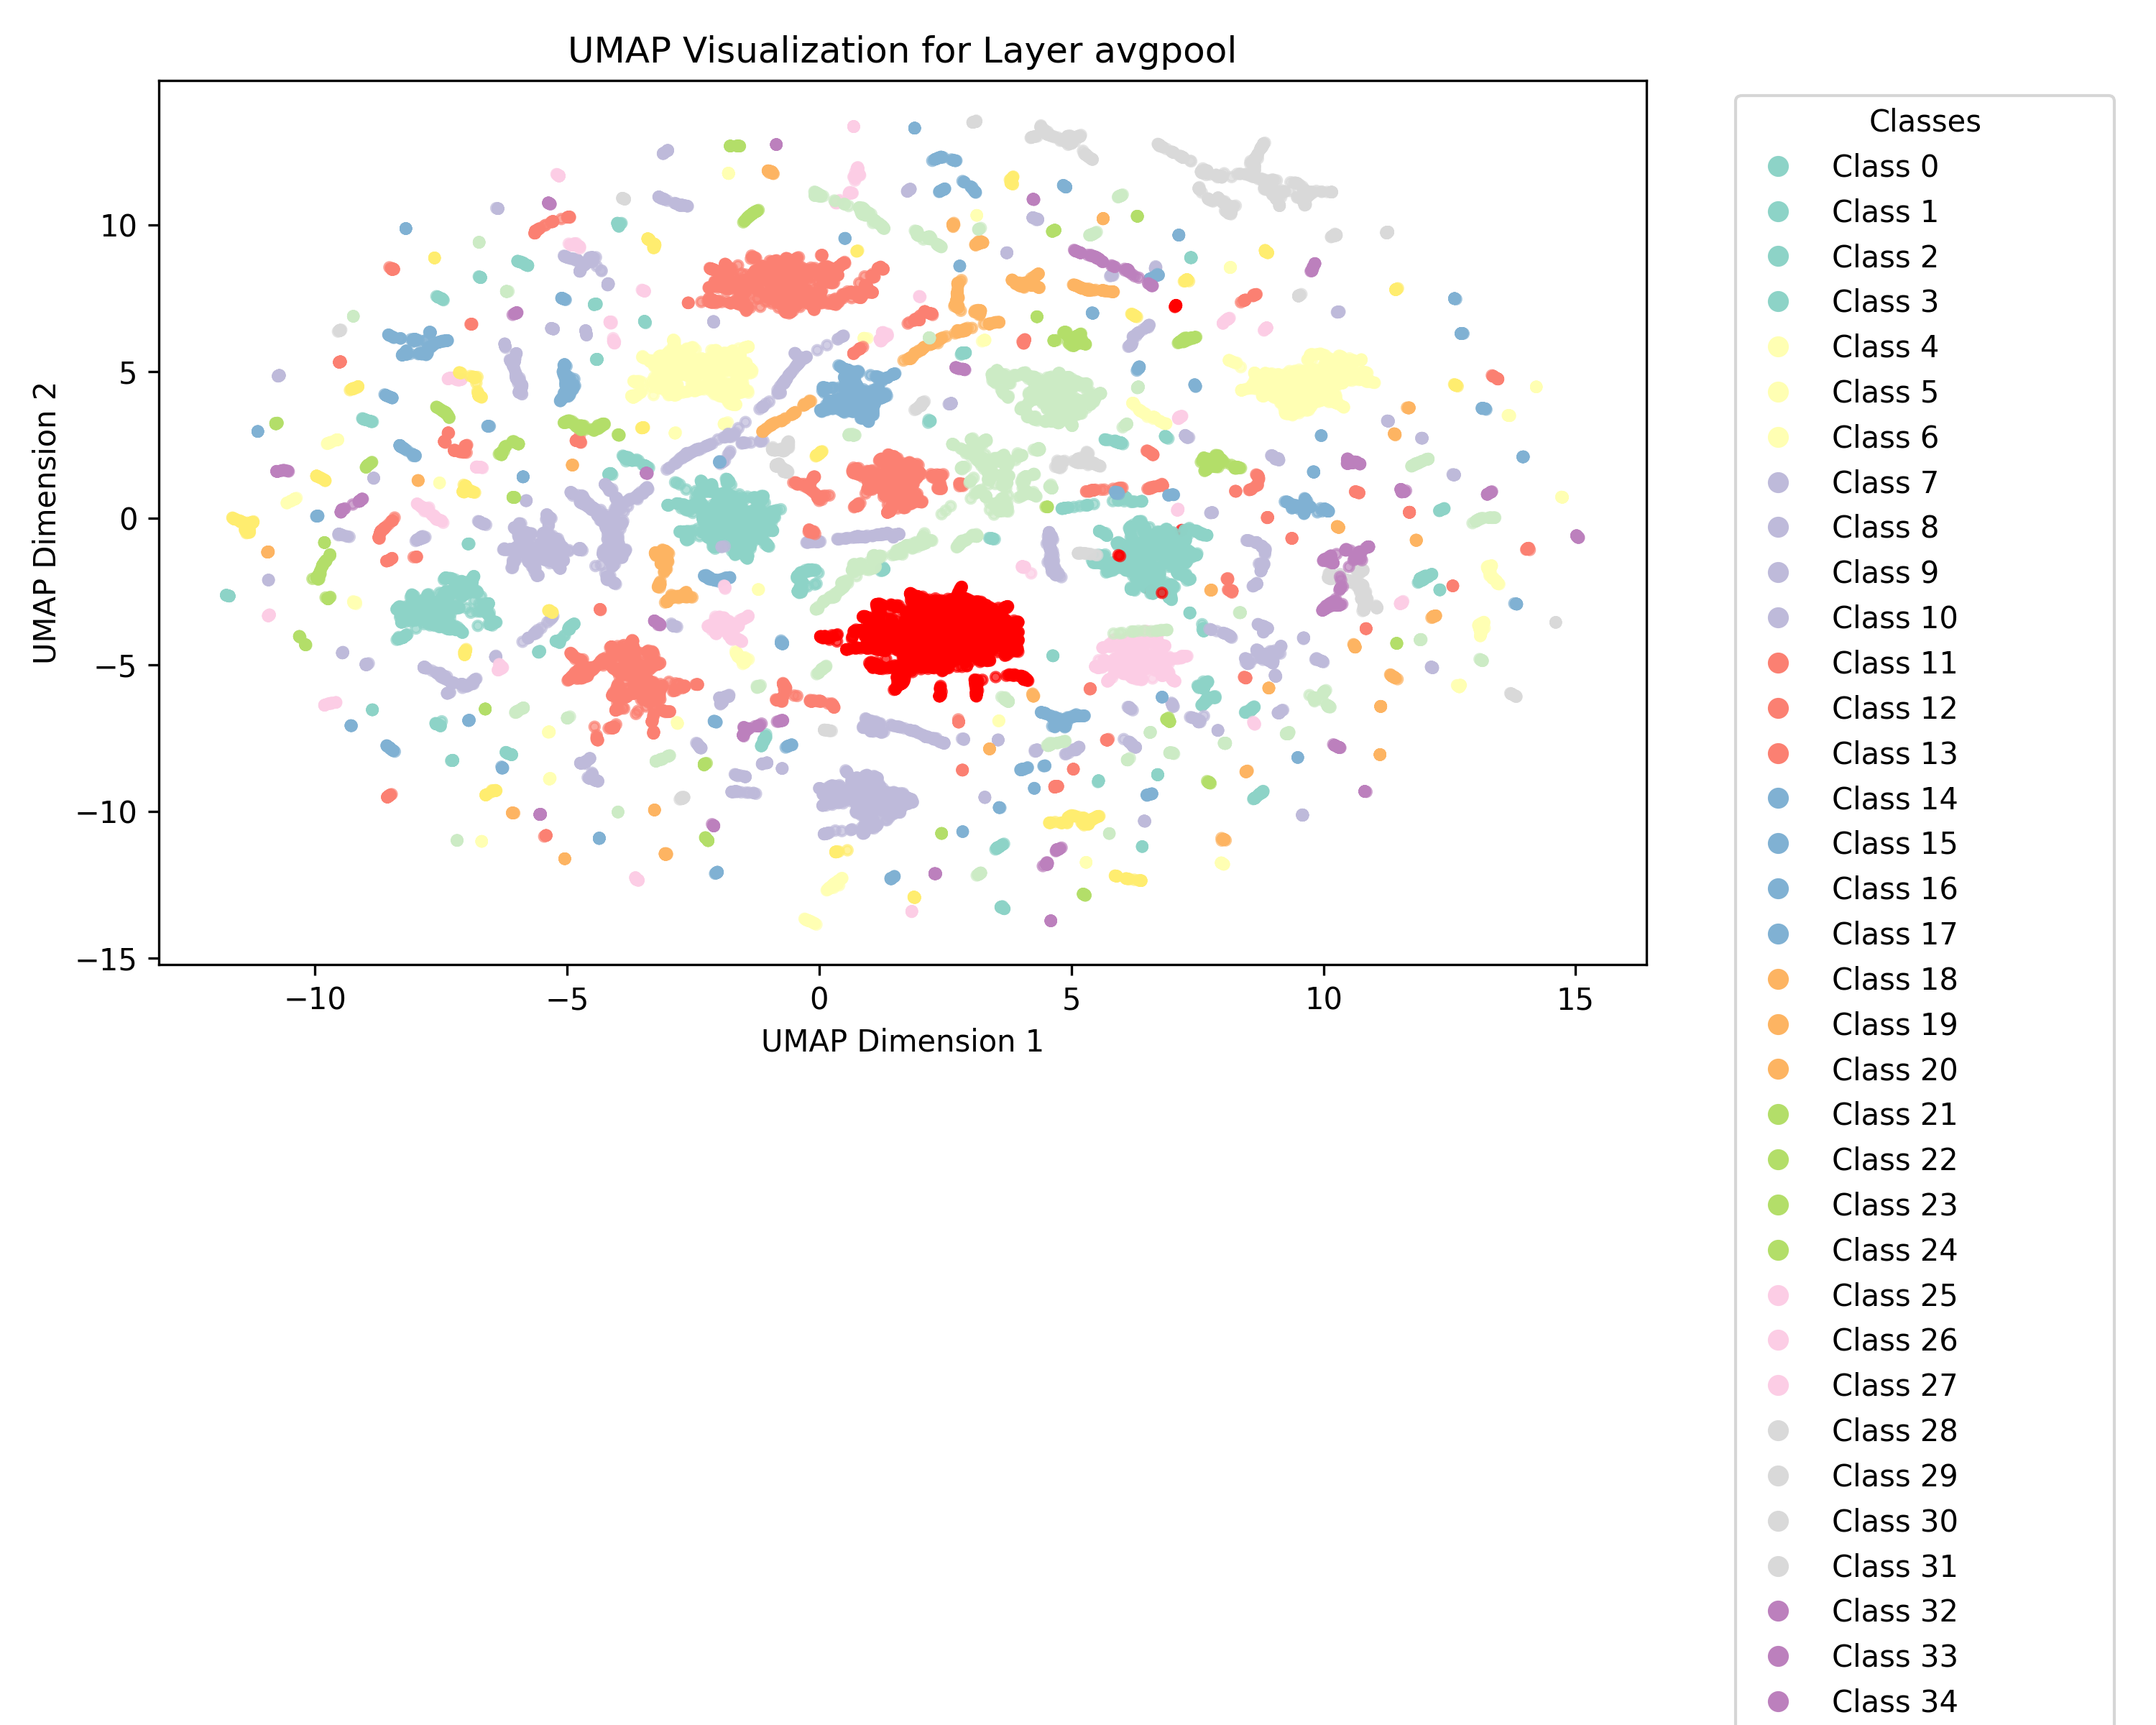 UMAP Visualization for Layer avgpool
Classes
Class 0
Class 1
Class 2
Class 3
Class 4
Class 5
Class 6
Class 7
Class 8
Class 9
Class 10
Class 11
Class 12
Class 13
Class 14
Class 15
Class 16
Class 17
Class 18
Class 19
Class 20
Class 21
Class 22
Class 23
Class 24
Class 25
Class 26
Class 27
Class 28
Class 29
Class 30
Class 31
Class 32
Class 33
Class 34
UMAP Dimension 2
10
5
0
−5
−10
−15
−10
−5
0
5
10
15
UMAP Dimension 1